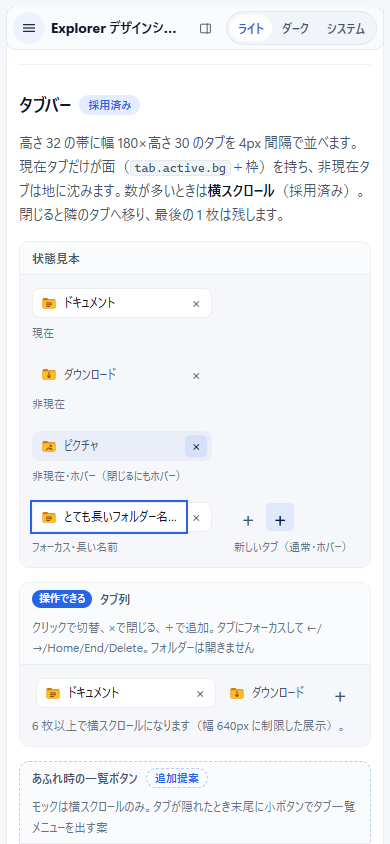 Explorer デザインシ...
ライト ダーク システム
タブバー 採用済み
高さ 32 の帯に幅 180×高さ 30 のタブを 4px 間隔で並べます。
現在タブだけが面（tab.active.bg＋枠）を持ち、非現在タ
ブは地に沈みます。数が多いときは横スクロール（採用済み）。
閉じると隣のタブへ移り、最後の 1 枚は残します。
状態見本
ドキュメント ×
現在
ダウンロード ×
非現在
ピクチャ ×
非現在・ホバー（閉じるにもホバー）
とても長いフォルダー名... × + +
フォーカス・長い名前 新しいタブ（通常・ホバー）
操作できる タブ列
クリックで切替、×で閉じる、＋で追加。タブにフォーカスして ←/
→/Home/End/Delete。フォルダーは開きません
ドキュメント × ダウンロード +
6 枚以上で横スクロールになります（幅 640px に制限した展示）。
あふれ時の一覧ボタン 追加提案
モックは横スクロールのみ。タブが隠れたとき末尾に小ボタンでタブ一覧
メニューを出す案